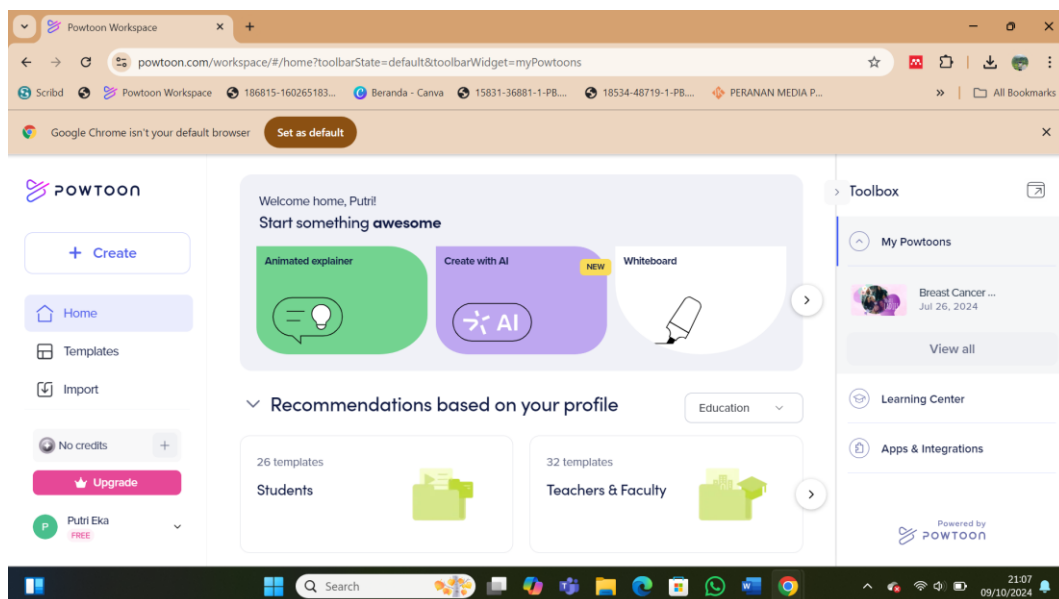 Powtoon Workspace
powtoon.com/workspace/#/home?toolbarState=default&toolbarWidget=myPowtoons
Scribd
Powtoon Workspace
186815-160265183...
Beranda - Canva
15831-36881-1-PB....
18534-48719-1-PB....
PERANAN MEDIA P...
»
All Bookmarks
Google Chrome isn't your default browser
Set as default
POWTOON
+ Create
Home
Templates
Import
No credits
+
Upgrade
P
Putri Eka
FREE
Welcome home, Putri!
Start something awesome
Animated explainer
Create with AI
NEW
AI
Whiteboard
Recommendations based on your profile
Education
26 templates
Students
32 templates
Teachers & Faculty
Toolbox
My Powtoons
Breast Cancer ...
Jul 26, 2024
View all
Learning Center
Apps & Integrations
Powered by
POWTOON
Search
21:07
09/10/2024